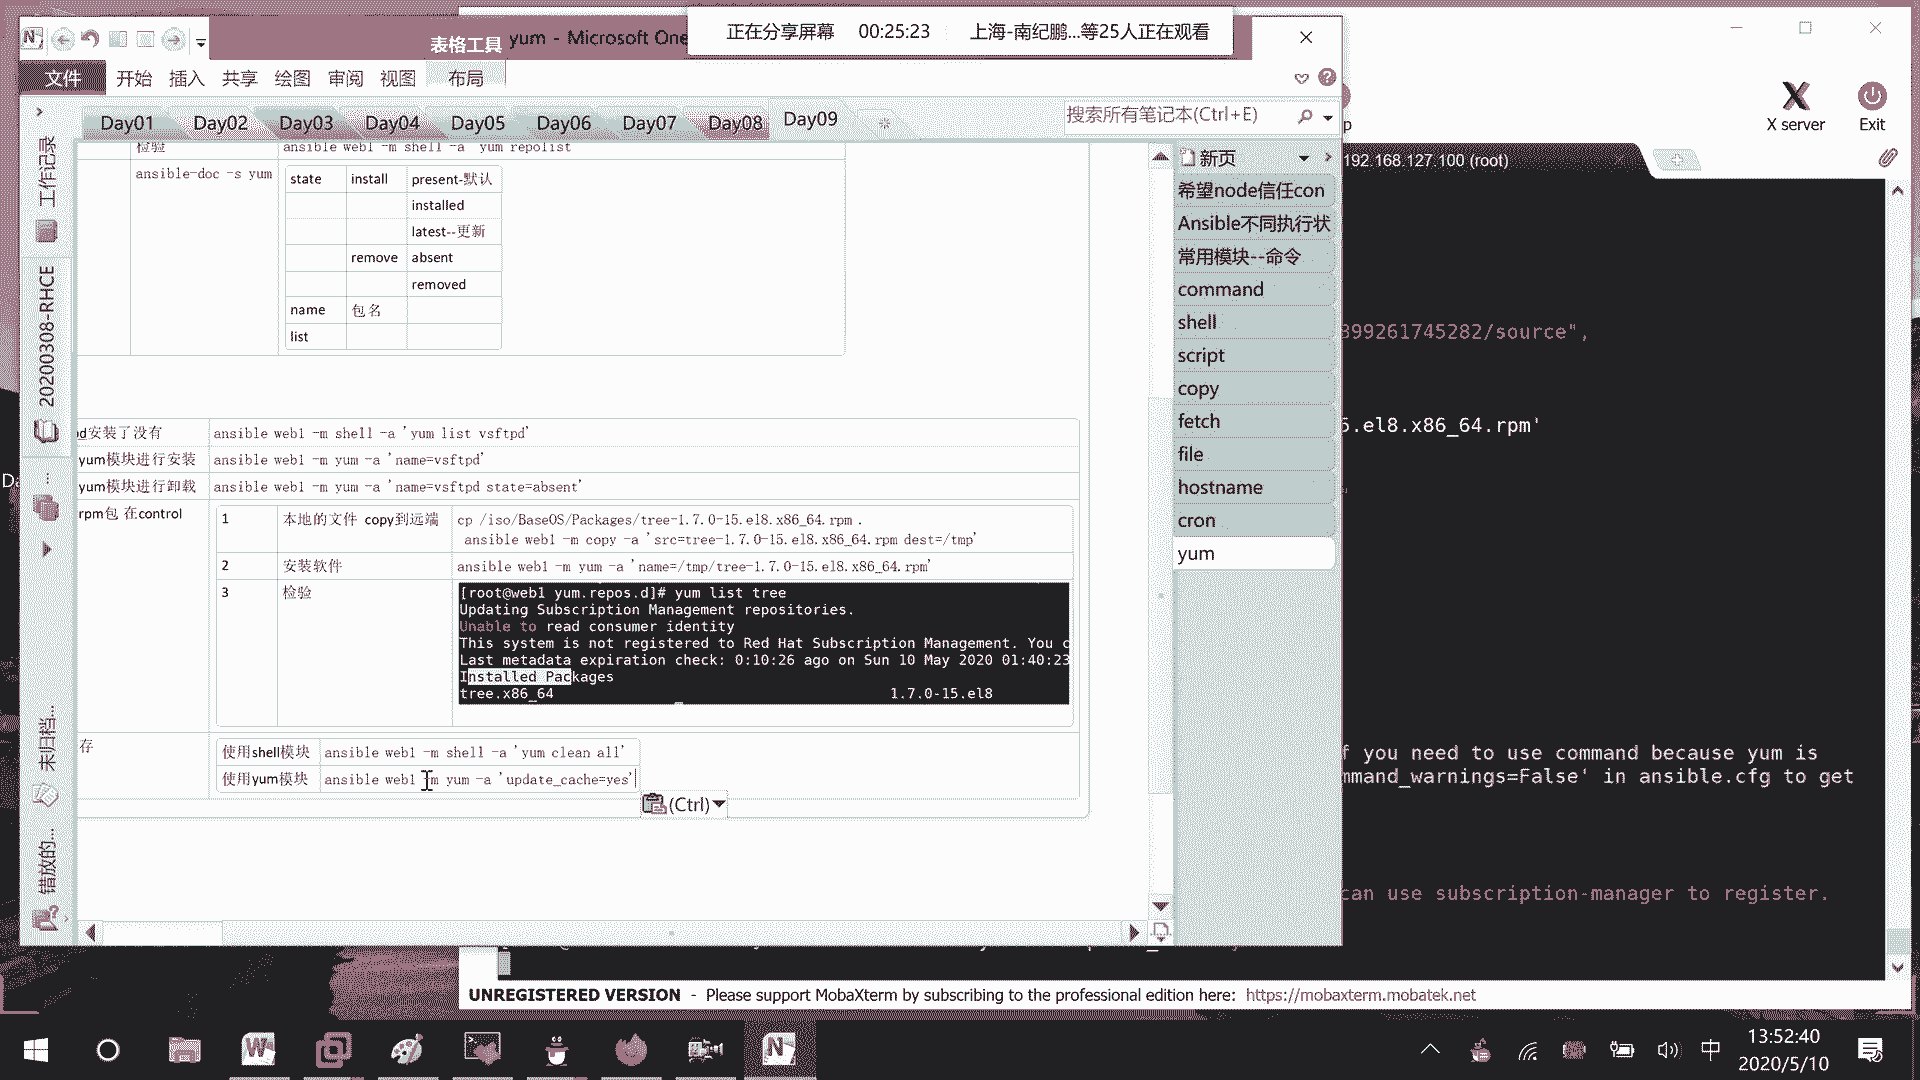 正在分享屏幕 00:25:23 上海-南纪鹏...等25人正在观看
表格工具 yum - Microsoft One
文件 开始 插入 共享 绘图 审阅 视图 布局
X server Exit
Day01 Day02 Day03 Day04 Day05 Day06 Day07 Day08 Day09
搜索所有笔记本(Ctrl+E)
工作记录
20200308-RHCE
未归档...
错放的...
检验 ansible web1 -m shell -a 'yum repolist
ansible-doc -s yum
state install present-默认
installed
latest--更新
remove absent
removed
name 包名
list
安装了没有 ansible web1 -m shell -a 'yum list vsftpd'
yum模块进行安装 ansible web1 -m yum -a 'name=vsftpd'
yum模块进行卸载 ansible web1 -m yum -a 'name=vsftpd state=absent'
rpm包 在control
1 本地的文件 copy到远端 cp /iso/BaseOS/Packages/tree-1.7.0-15.el8.x86_64.rpm .
ansible web1 -m copy -a 'src=tree-1.7.0-15.el8.x86_64.rpm dest=/tmp'
2 安装软件 ansible web1 -m yum -a 'name=/tmp/tree-1.7.0-15.el8.x86_64.rpm'
3 检验
[root@web1 yum.repos.d]# yum list tree
Updating Subscription Management repositories.
Unable to read consumer identity
This system is not registered to Red Hat Subscription Management. You c
Last metadata expiration check: 0:10:26 ago on Sun 10 May 2020 01:40:23
Installed Packages
tree.x86_64 1.7.0-15.el8
存
使用shell模块 ansible web1 -m shell -a 'yum clean all'
使用yum模块 ansible web1 -m yum -a 'update_cache=yes'
(Ctrl)
新页
希望node信任con
Ansible不同执行状
常用模块--命令
command
shell
script
copy
fetch
file
hostname
cron
yum
192.168.127.100 (root)
399261745282/source",
5.el8.x86_64.rpm'
f you need to use command because yum is
mmand_warnings=False' in ansible.cfg to get
can use subscription-manager to register.
UNREGISTERED VERSION - Please support MobaXterm by subscribing to the professional edition here: https://mobaxterm.mobatek.net
中
13:52:40
2020/5/10